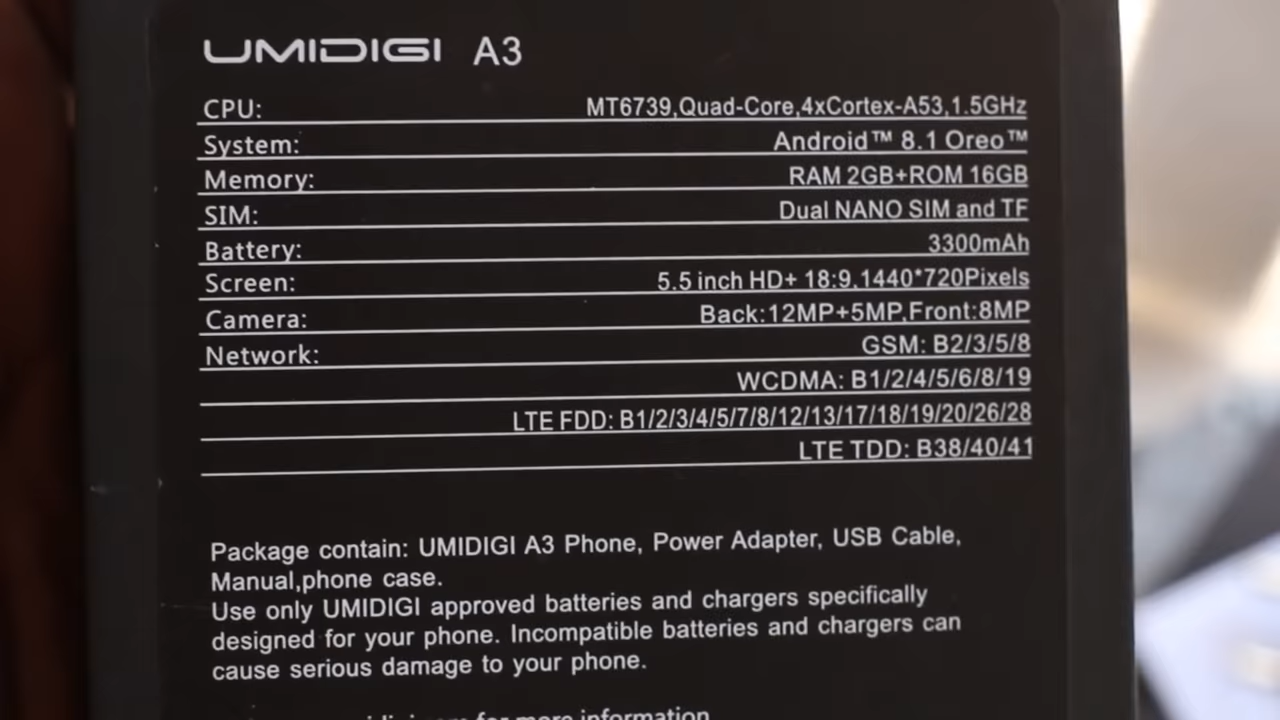 UMIDIGI A3
CPU: MT6739,Quad-Core,4xCortex-A53,1.5GHz
System: Android™ 8.1 Oreo™
Memory: RAM 2GB+ROM 16GB
SIM: Dual NANO SIM and TF
Battery: 3300mAh
Screen: 5.5 inch HD+ 18:9,1440*720Pixels
Camera: Back:12MP+5MP,Front:8MP
Network: GSM: B2/3/5/8
WCDMA: B1/2/4/5/6/8/19
LTE FDD: B1/2/3/4/5/7/8/12/13/17/18/19/20/26/28
LTE TDD: B38/40/41
Package contain: UMIDIGI A3 Phone, Power Adapter, USB Cable,
Manual,phone case.
Use only UMIDIGI approved batteries and chargers specifically
designed for your phone. Incompatible batteries and chargers can
cause serious damage to your phone.
for more information